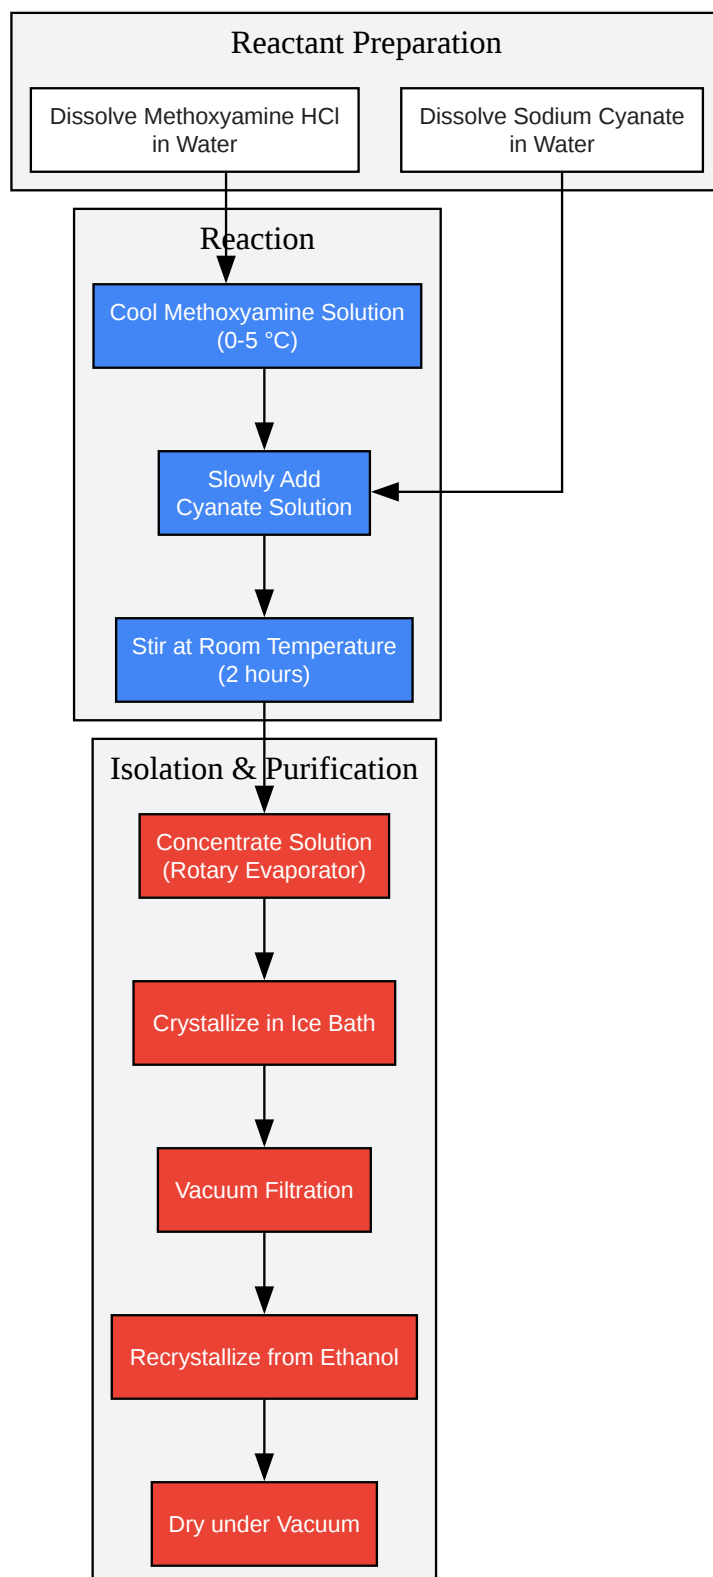 Reactant Preparation
Dissolve Methoxyamine HCl
in Water
Dissolve Sodium Cyanate
in Water
Reaction
Cool Methoxyamine Solution
(0-5 °C)
Slowly Add
Cyanate Solution
Stir at Room Temperature
(2 hours)
Isolation & Purification
Concentrate Solution
(Rotary Evaporator)
Crystallize in Ice Bath
Vacuum Filtration
Recrystallize from Ethanol
Dry under Vacuum